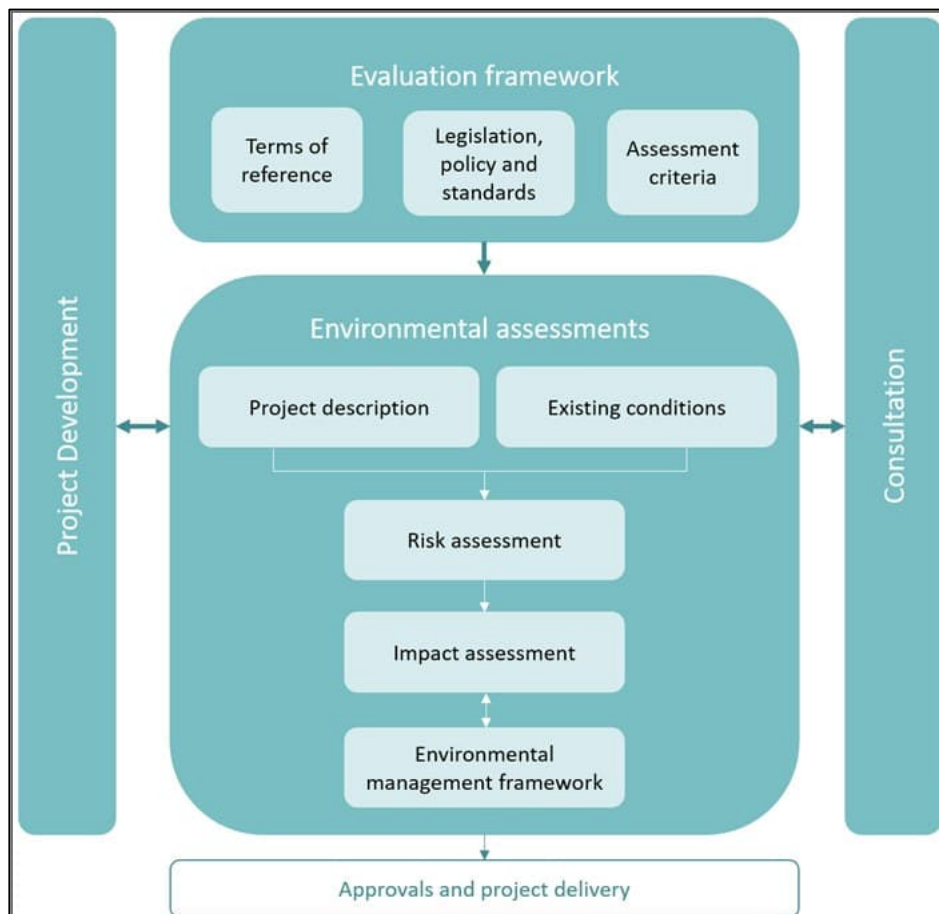 Project Development
Evaluation framework
Terms of
reference
Legislation,
policy and
standards
Assessment
criteria
Environmental assessments
Project description
Existing conditions
Risk assessment
Impact assessment
Environmental
management framework
Consultation
Approvals and project delivery